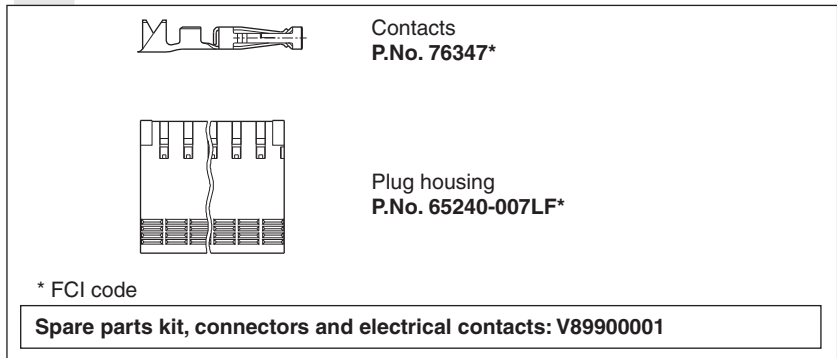 Contacts
P.No. 76347*
Plug housing
P.No. 65240-007LF*
* FCI code
Spare parts kit, connectors and electrical contacts: V89900001